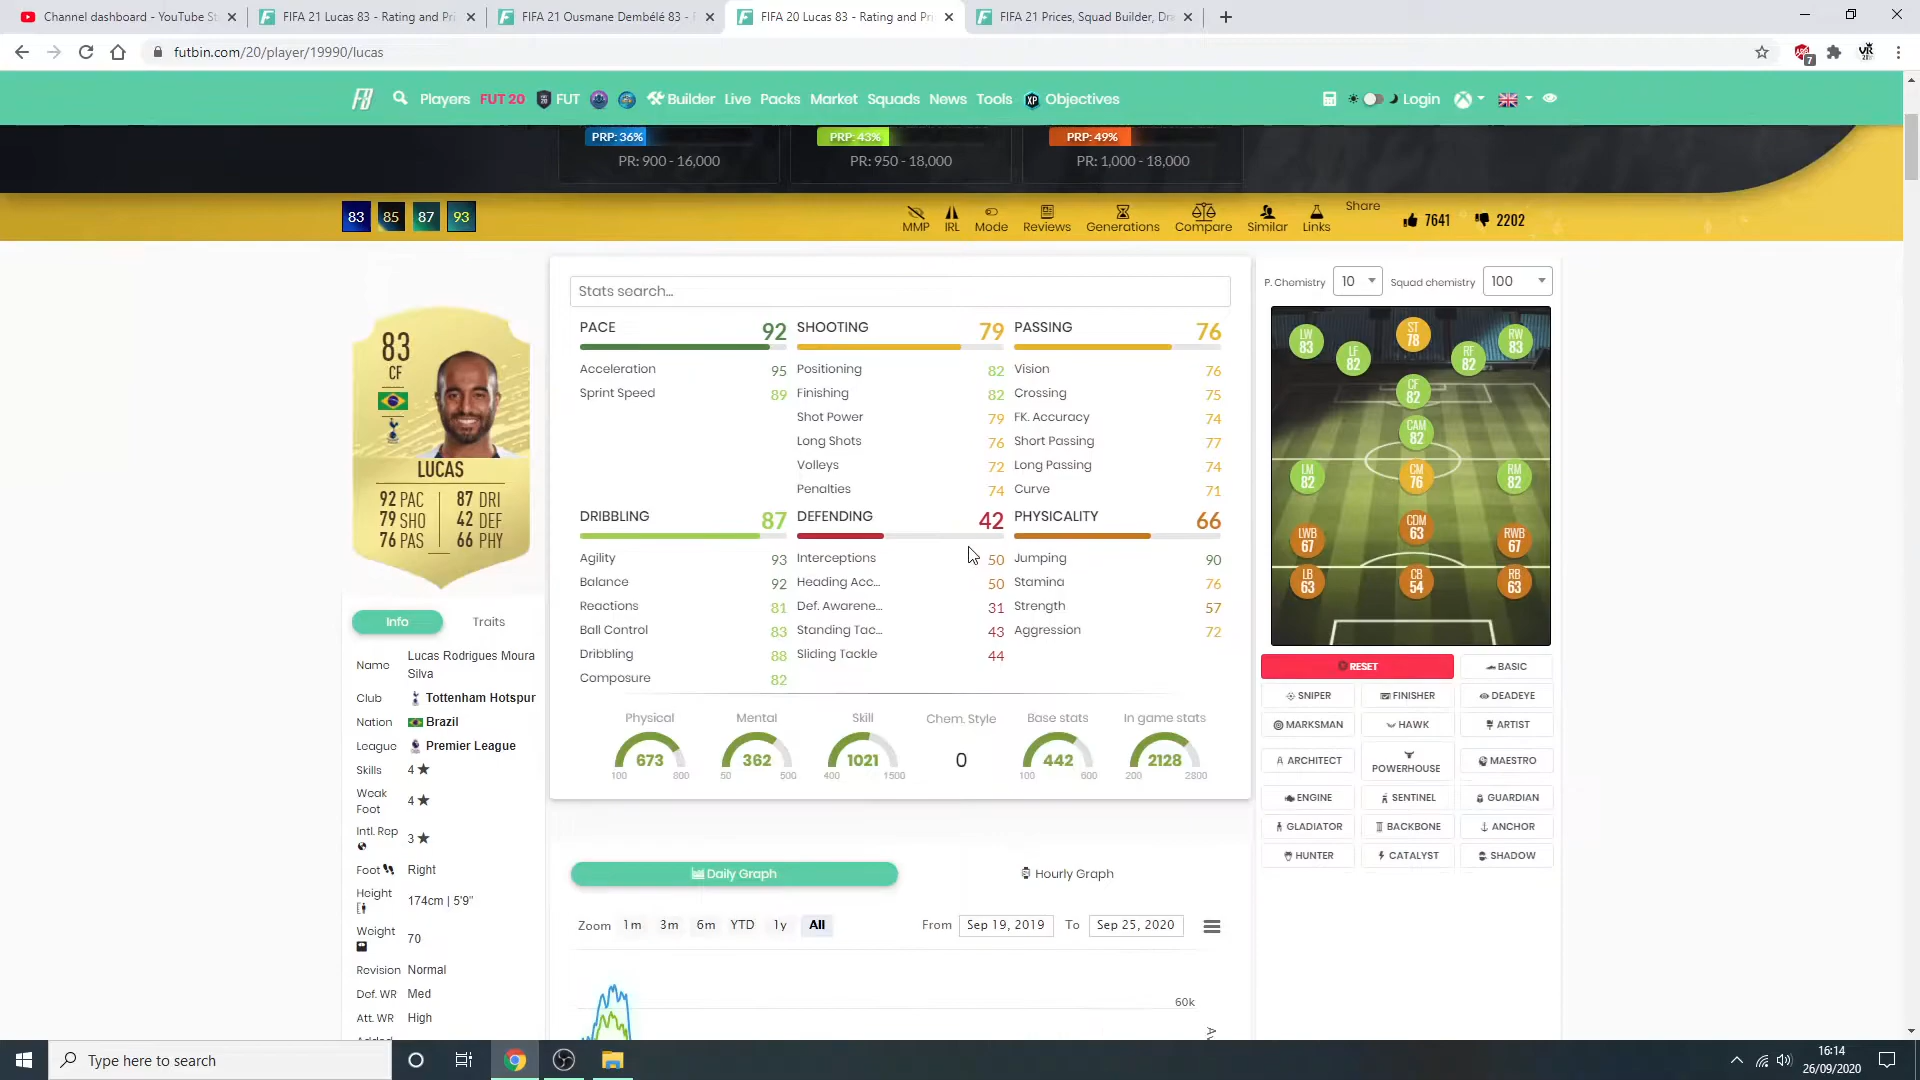 Channel dashboard - YouTube St
FIFA 21 Lucas 83 - Rating and Pri
FIFA 21 Ousmane Dembélé 83 - F
FIFA 20 Lucas 83 - Rating and Pri
FIFA 21 Prices, Squad Builder, Dra
futbin.com/20/player/19990/lucas
7
Players FUT 20 FUT Builder Live Packs Market Squads News Tools XP Objectives Login
PRP: 36% PRP: 43% PRP: 49%
PR: 900 - 16,000 PR: 950 - 18,000 PR: 1,000 - 18,000
83 85 87 93
MMP IRL Mode Reviews Generations Compare Similar Links Share 7641 2202
Stats search...
P. Chemistry 10 Squad chemistry 100
83
CF
LUCAS
92 PAC 87 DRI
79 SHO 42 DEF
76 PAS 66 PHY
PACE 92
Acceleration 95
Sprint Speed 89
SHOOTING 79
Positioning 82
Finishing 82
Shot Power 79
Long Shots 76
Volleys 72
Penalties 74
PASSING 76
Vision 76
Crossing 75
FK. Accuracy 74
Short Passing 77
Long Passing 74
Curve 71
DRIBBLING 87
Agility 93
Balance 92
Reactions 81
Ball Control 83
Dribbling 88
Composure 82
DEFENDING 42
Interceptions 50
Heading Acc... 50
Def. Awarene... 31
Standing Tac... 43
Sliding Tackle 44
PHYSICALITY 66
Jumping 90
Stamina 76
Strength 57
Aggression 72
Physical Mental Skill Chem. Style Base stats In game stats
673 362 1021 0 442 2128
100 800 50 500 400 1500 100 600 200 2800
LW 83
ST 78
RW 83
LF 82
RF 82
CF 82
CAM 82
LM 82
CM 76
RM 82
LWB 67
CDM 63
RWB 67
LB 63
CB 54
RB 63
RESET BASIC
SNIPER FINISHER DEADEYE
MARKSMAN HAWK ARTIST
ARCHITECT POWERHOUSE MAESTRO
ENGINE SENTINEL GUARDIAN
GLADIATOR BACKBONE ANCHOR
HUNTER CATALYST SHADOW
Info Traits
Name Lucas Rodrigues Moura Silva
Club Tottenham Hotspur
Nation Brazil
League Premier League
Skills 4
Weak Foot 4
Intl. Rep 3
Foot Right
Height 174cm | 5'9"
Weight 70
Revision Normal
Def. WR Med
Att. WR High
Daily Graph Hourly Graph
Zoom 1m 3m 6m YTD 1y All From Sep 19, 2019 To Sep 25, 2020
60k
Type here to search
16:14
26/09/2020